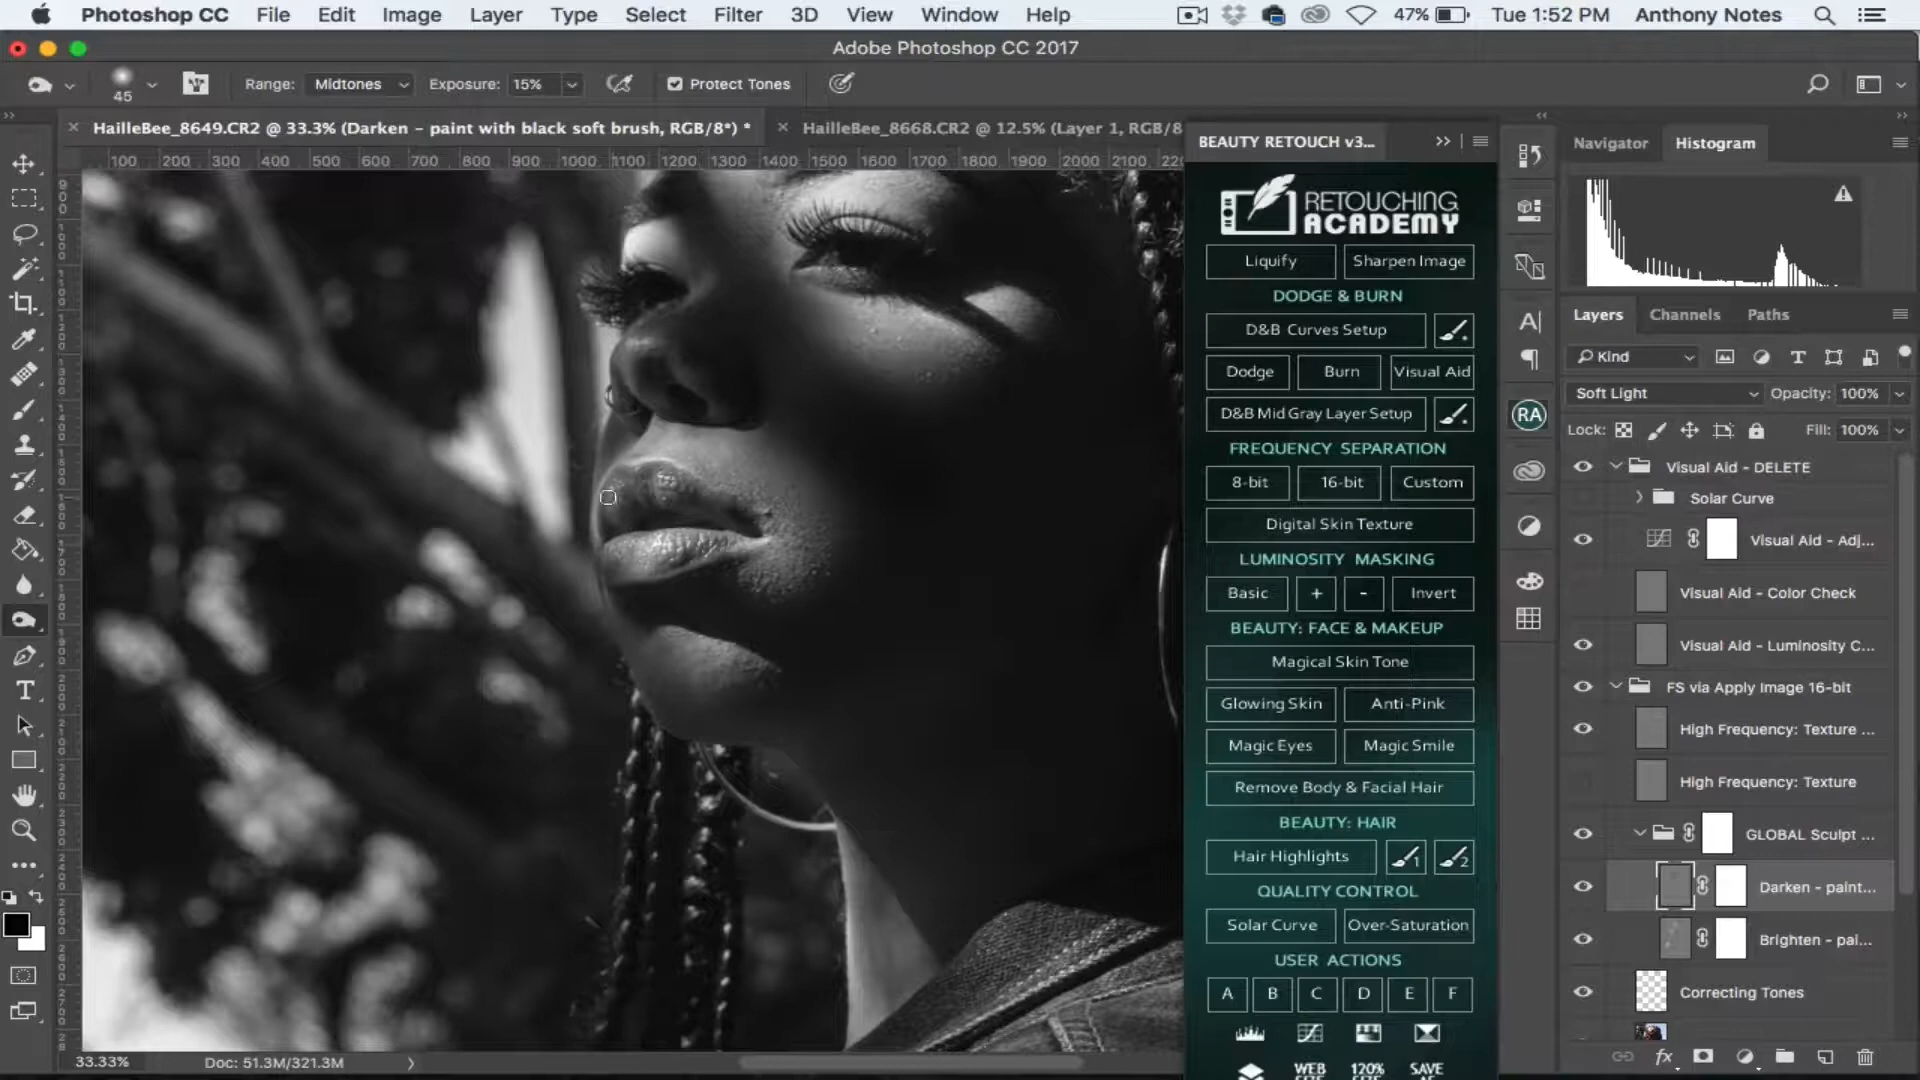 Photoshop CC File Edit Image Layer Type Select Filter 3D View Window Help 47% Tue 1:52 PM Anthony Notes
Adobe Photoshop CC 2017
45 Range: Midtones Exposure: 15% Protect Tones
HailleBee_8649.CR2 @ 33.3% (Darken - paint with black soft brush, RGB/8*) * HailleBee_8668.CR2 @ 12.5% (Layer 1, RGB/8
100 200 300 400 500 600 700 800 900 1000 1100 1200 1300 1400 1500 1600 1700 1800 1900 2000 2100
BEAUTY RETOUCH v3...
RETOUCHING
ACADEMY
Liquify Sharpen Image
DODGE & BURN
D&B Curves Setup
Dodge Burn Visual Aid
D&B Mid Gray Layer Setup
FREQUENCY SEPARATION
8-bit 16-bit Custom
Digital Skin Texture
LUMINOSITY MASKING
Basic + - Invert
BEAUTY: FACE & MAKEUP
Magical Skin Tone
Glowing Skin Anti-Pink
Magic Eyes Magic Smile
Remove Body & Facial Hair
BEAUTY: HAIR
Hair Highlights 1 2
QUALITY CONTROL
Solar Curve Over-Saturation
USER ACTIONS
A B C D E F
WEB 120% SAVE
RA
Navigator Histogram
Layers Channels Paths
Kind
Soft Light Opacity: 100%
Lock: Fill: 100%
Visual Aid - DELETE
Solar Curve
Visual Aid - Adj...
Visual Aid - Color Check
Visual Aid - Luminosity C...
FS via Apply Image 16-bit
High Frequency: Texture ...
High Frequency: Texture
GLOBAL Sculpt ...
Darken - paint...
Brighten - pai...
Correcting Tones
fx
33.33% Doc: 51.3M/321.3M